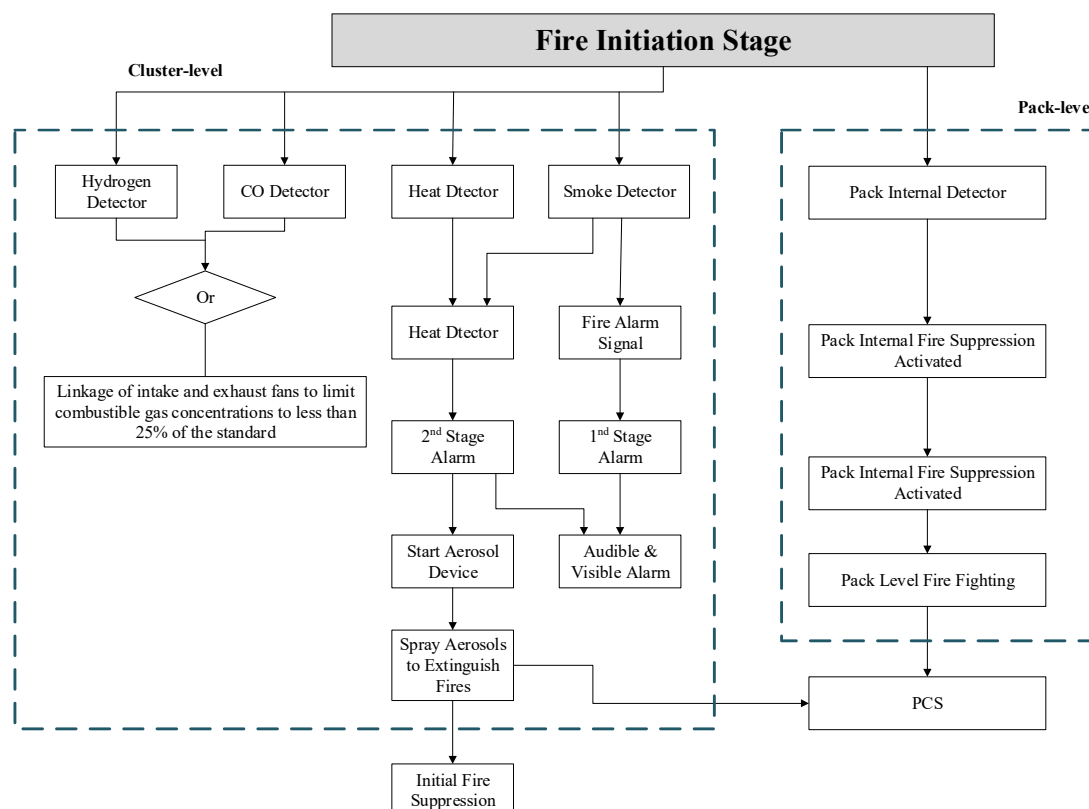 Fire Initiation Stage
Cluster-level
Pack-level
Hydrogen
Detector
CO Detector
Heat Dtector
Smoke Detector
Pack Internal Detector
Or
Heat Dtector
Fire Alarm
Signal
Pack Internal Fire Suppression
Activated
Linkage of intake and exhaust fans to limit
combustible gas concentrations to less than
25% of the standard
2nd Stage
Alarm
1nd Stage
Alarm
Pack Internal Fire Suppression
Activated
Start Aerosol
Device
Audible &
Visible Alarm
Pack Level Fire Fighting
Spray Aerosols
to Extinguish
Fires
PCS
Initial Fire
Suppression